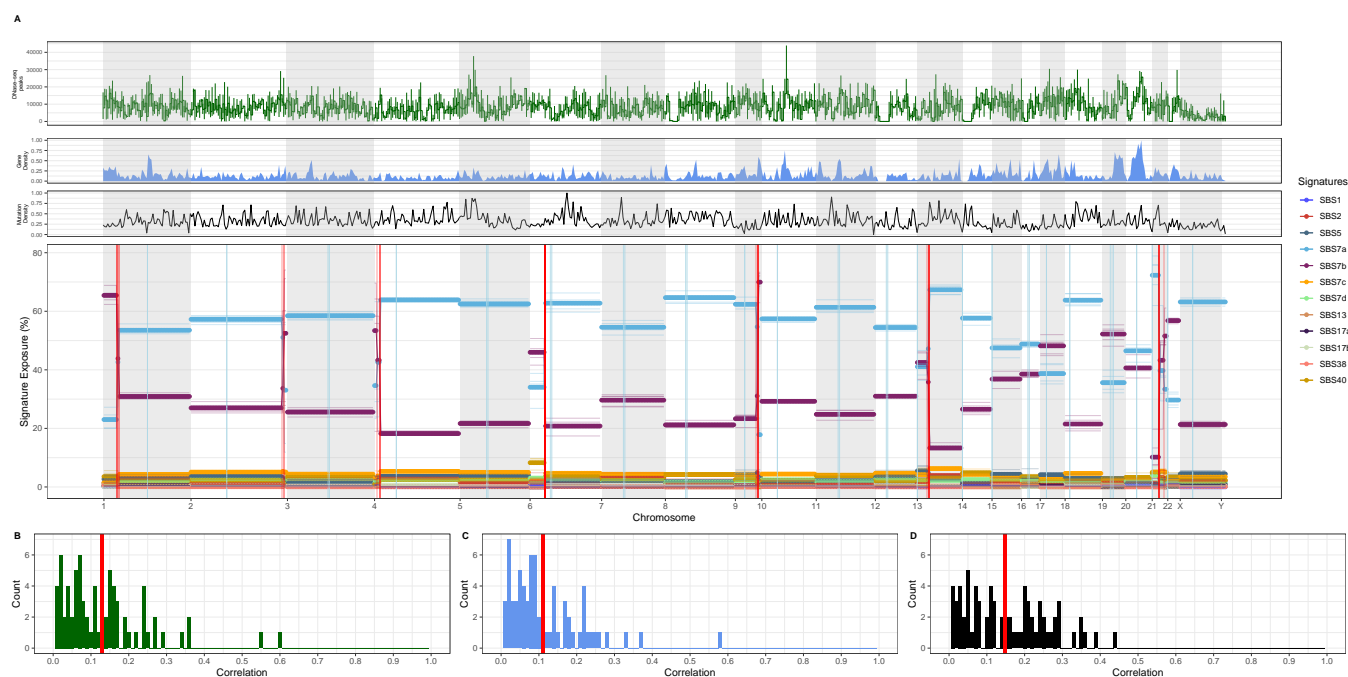 A
DNase−seq
peaks
40000
30000
20000
10000
0
Gene
Density
1.00
0.75
0.50
0.25
0.00
Mutation
Density
1.00
0.75
0.50
0.25
0.00
Signature Exposure (%)
80
60
40
20
0
1 2 3 4 5 6 7 8 9 10 11 12 13 14 15 16 17 18 19 20 21 22 X Y
Chromosome
Signatures
SBS1
SBS2
SBS5
SBS7a
SBS7b
SBS7c
SBS7d
SBS13
SBS17a
SBS17b
SBS38
SBS40
B
Count
6
4
2
0
0.0 0.1 0.2 0.3 0.4 0.5 0.6 0.7 0.8 0.9 1.0
Correlation
C
Count
6
4
2
0
0.0 0.1 0.2 0.3 0.4 0.5 0.6 0.7 0.8 0.9 1.0
Correlation
D
Count
6
4
2
0
0.0 0.1 0.2 0.3 0.4 0.5 0.6 0.7 0.8 0.9 1.0
Correlation